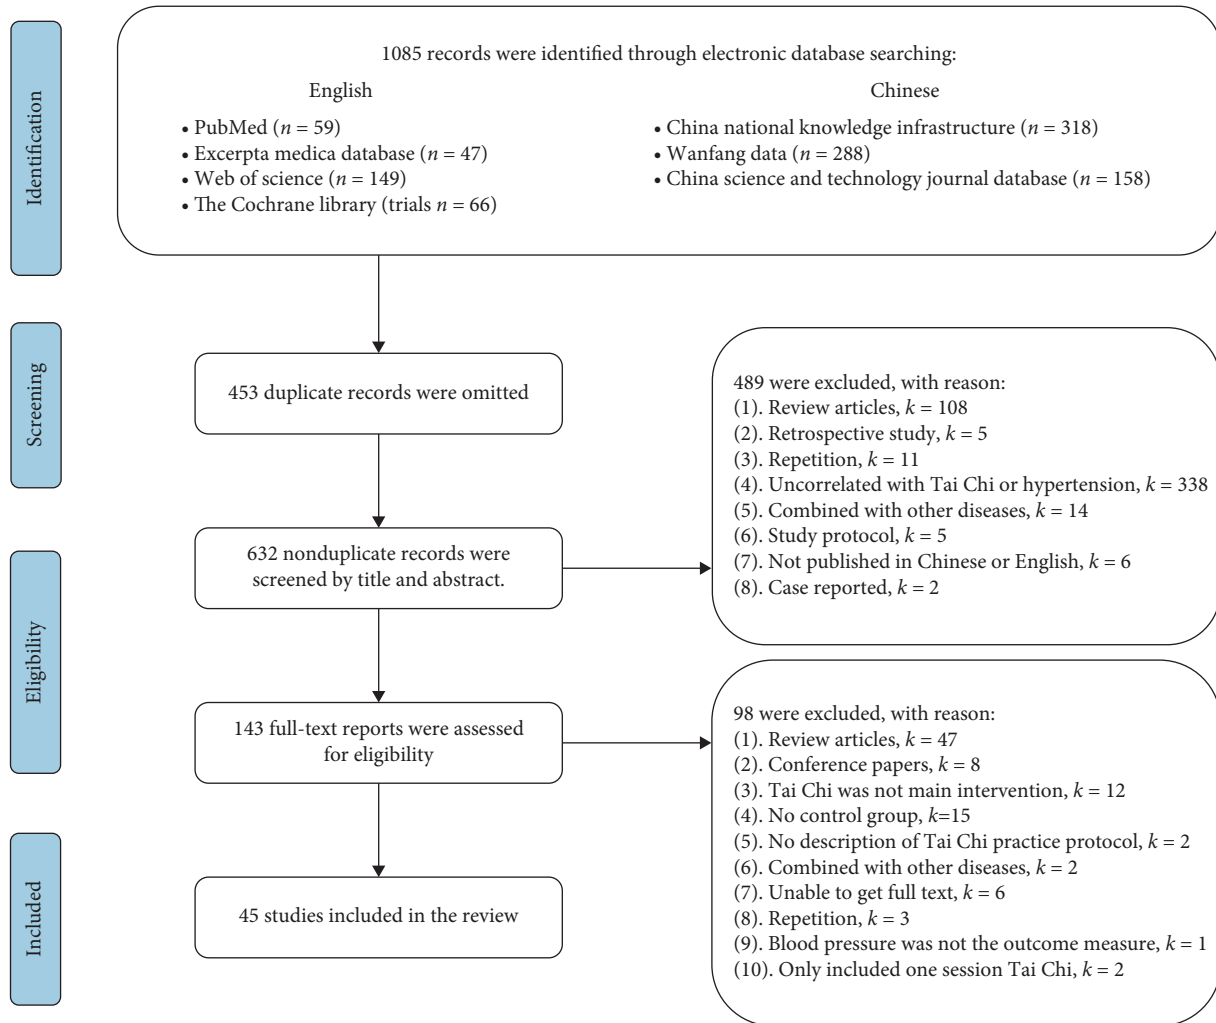 Identification
1085 records were identified through electronic database searching:
English
• PubMed (n = 59)
• Excerpta medica database (n = 47)
• Web of science (n = 149)
• The Cochrane library (trials n = 66)
Chinese
• China national knowledge infrastructure (n = 318)
• Wanfang data (n = 288)
• China science and technology journal database (n = 158)
Screening
453 duplicate records were omitted
632 nonduplicate records were
screened by title and abstract.
489 were excluded, with reason:
(1). Review articles, k = 108
(2). Retrospective study, k = 5
(3). Repetition, k = 11
(4). Uncorrelated with Tai Chi or hypertension, k = 338
(5). Combined with other diseases, k = 14
(6). Study protocol, k = 5
(7). Not published in Chinese or English, k = 6
(8). Case reported, k = 2
Eligibility
143 full-text reports were assessed
for eligibility
98 were excluded, with reason:
(1). Review articles, k = 47
(2). Conference papers, k = 8
(3). Tai Chi was not main intervention, k = 12
(4). No control group, k=15
(5). No description of Tai Chi practice protocol, k = 2
(6). Combined with other diseases, k = 2
(7). Unable to get full text, k = 6
(8). Repetition, k = 3
(9). Blood pressure was not the outcome measure, k = 1
(10). Only included one session Tai Chi, k = 2
Included
45 studies included in the review